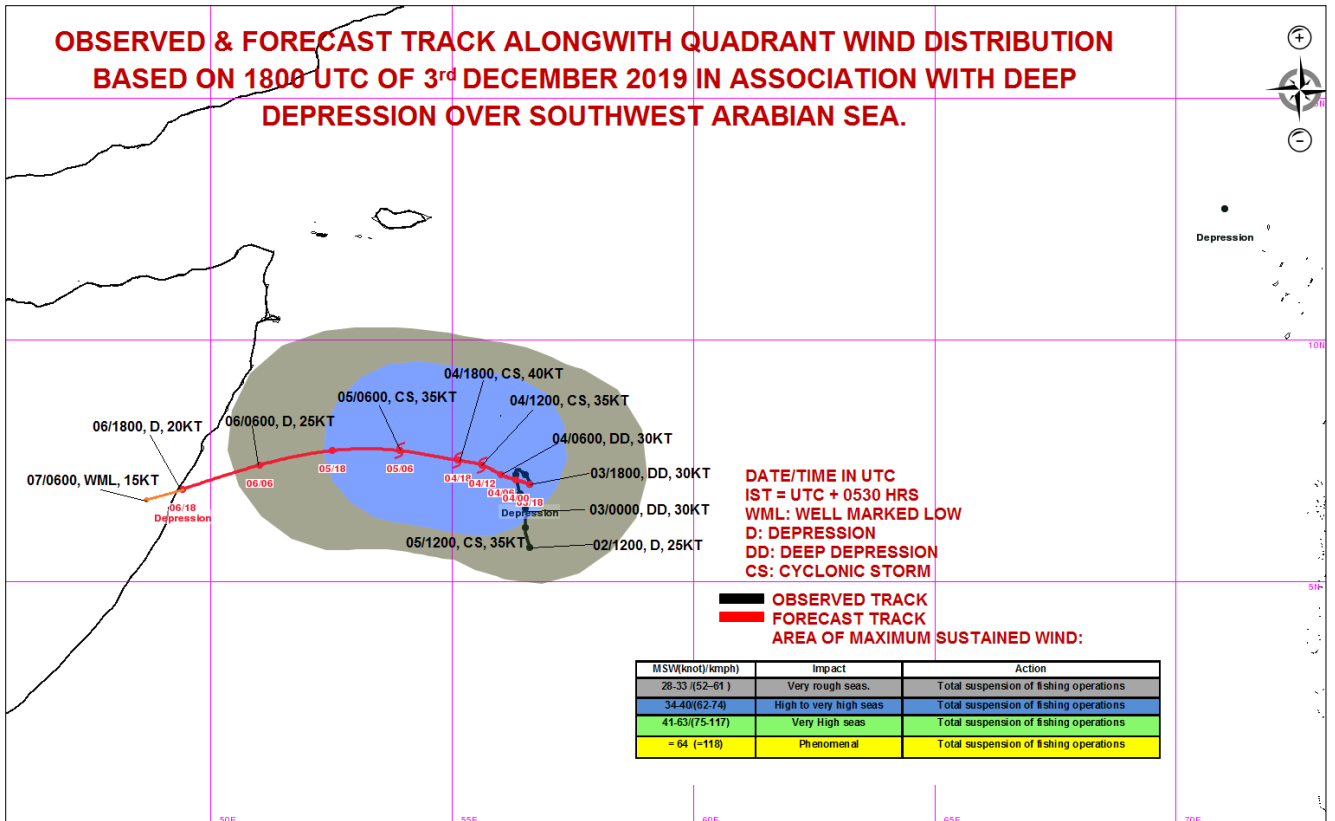 OBSERVED & FORECAST TRACK ALONGWITH QUADRANT WIND DISTRIBUTION
BASED ON 1800 UTC OF 3rd DECEMBER 2019 IN ASSOCIATION WITH DEEP
DEPRESSION OVER SOUTHWEST ARABIAN SEA.
+
−
Depression
10N
04/1800, CS, 40KT
05/0600, CS, 35KT
04/1200, CS, 35KT
06/0600, D, 25KT
06/1800, D, 20KT
04/0600, DD, 30KT
07/0600, WML, 15KT
03/1800, DD, 30KT
05/18
05/06
04/18
04/12
06/06
04/06
04/00
03/18
06/18
Depression
Depression
03/0000, DD, 30KT
05/1200, CS, 35KT
02/1200, D, 25KT
DATE/TIME IN UTC
IST = UTC + 0530 HRS
WML: WELL MARKED LOW
D: DEPRESSION
DD: DEEP DEPRESSION
CS: CYCLONIC STORM
5N
OBSERVED TRACK
FORECAST TRACK
AREA OF MAXIMUM SUSTAINED WIND:
MSW(knot)/kmph) Impact Action
28-33 /(52–61 ) Very rough seas. Total suspension of fishing operations
34-40/(62-74) High to very high seas Total suspension of fishing operations
41-63/(75-117) Very High seas Total suspension of fishing operations
= 64 (=118) Phenomenal Total suspension of fishing operations
50E 55E 60E 65E 70E